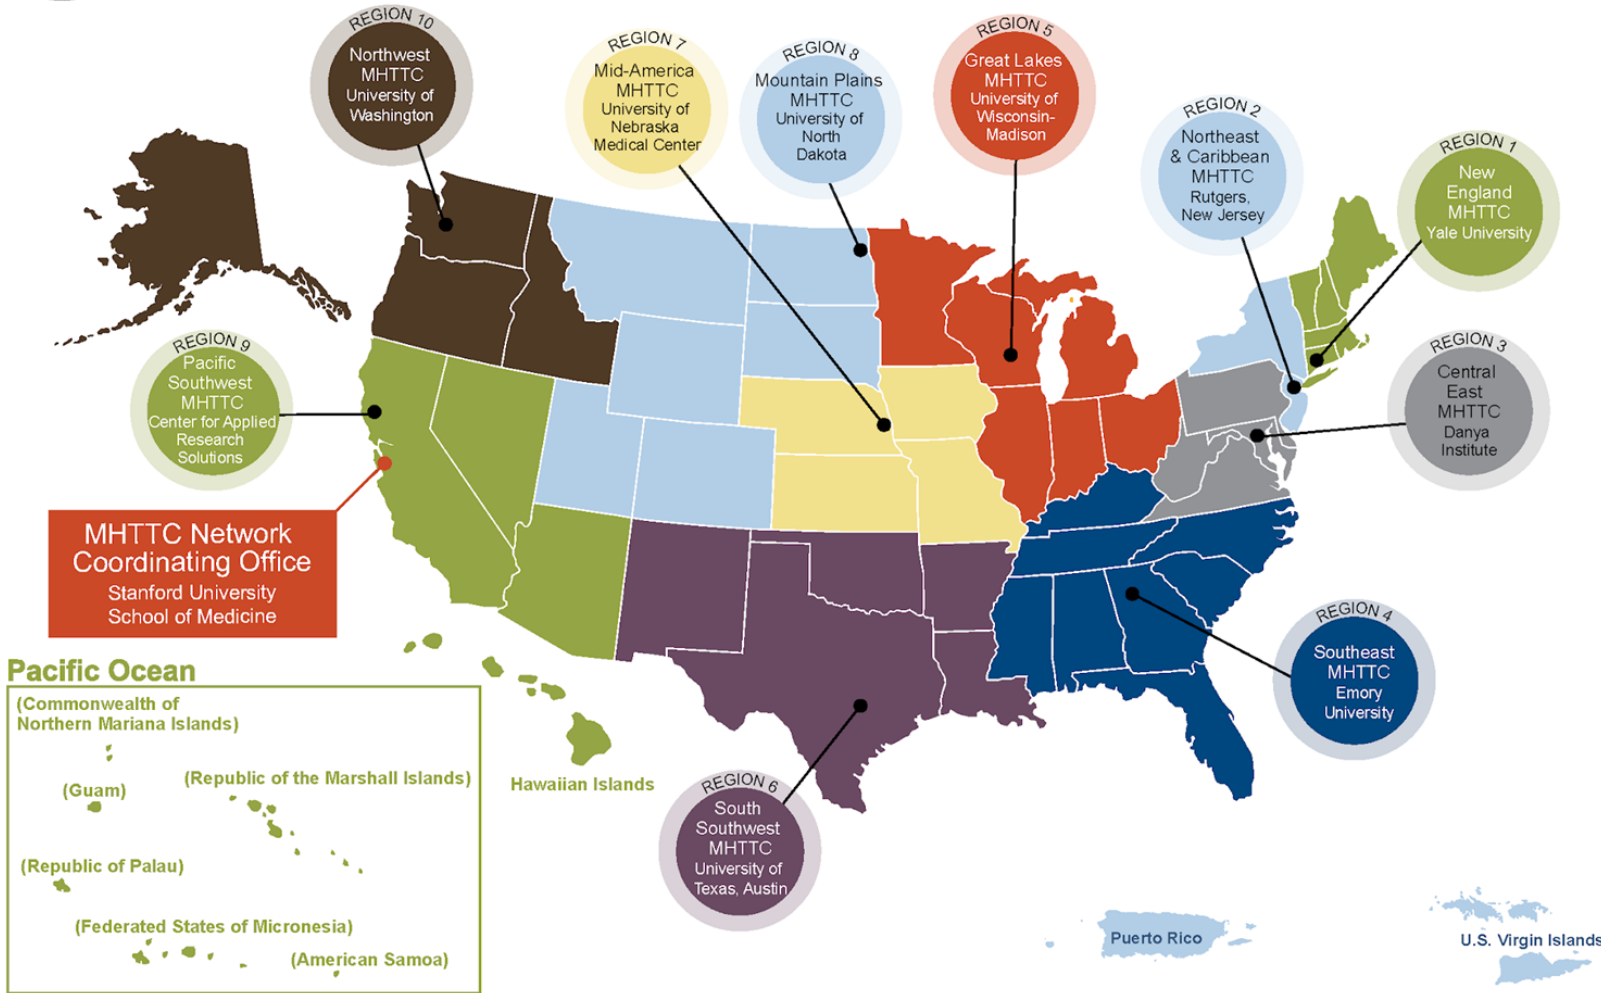 REGION 10
Northwest
MHTTC
University of
Washington
REGION 7
Mid-America
MHTTC
University of
Nebraska
Medical Center
REGION 8
Mountain Plains
MHTTC
University of
North
Dakota
REGION 5
Great Lakes
MHTTC
University of
Wisconsin-
Madison
REGION 2
Northeast
& Caribbean
MHTTC
Rutgers,
New Jersey
REGION 1
New
England
MHTTC
Yale University
REGION 9
Pacific
Southwest
MHTTC
Center for Applied
Research
Solutions
REGION 3
Central
East
MHTTC
Danya
Institute
MHTTC Network
Coordinating Office
Stanford University
School of Medicine
REGION 4
Southeast
MHTTC
Emory
University
Pacific Ocean
(Commonwealth of
Northern Mariana Islands)
(Guam)
(Republic of the Marshall Islands)
(Republic of Palau)
(Federated States of Micronesia)
(American Samoa)
Hawaiian Islands
REGION 6
South
Southwest
MHTTC
University of
Texas, Austin
Puerto Rico
U.S. Virgin Islands